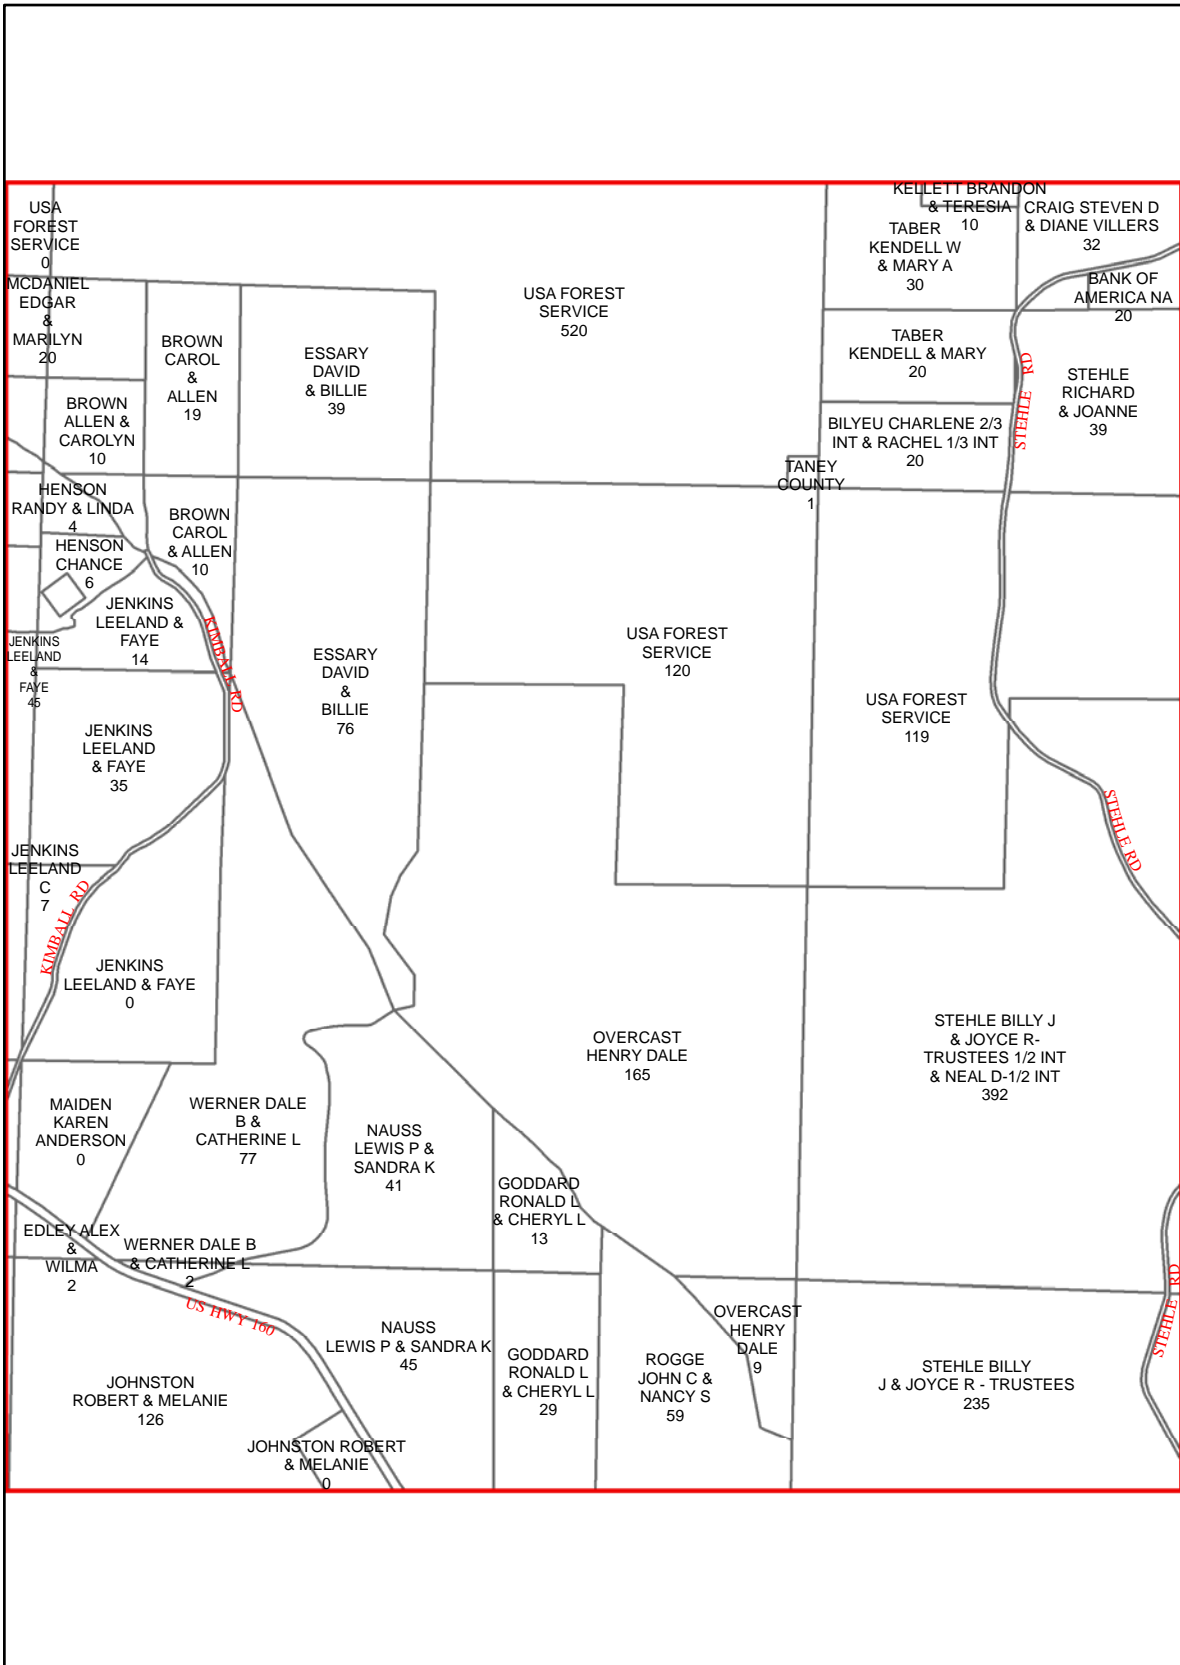 USA
FOREST
SERVICE
0
MCDANIEL
EDGAR
&
MARILYN
20
BROWN
CAROL
&
ALLEN
19
ESSARY
DAVID
& BILLIE
39
USA FOREST
SERVICE
520
KELLETT BRANDON
& TERESIA
10
TABER
KENDELL W
& MARY A
30
CRAIG STEVEN D
& DIANE VILLERS
32
BANK OF
AMERICA NA
20
TABER
KENDELL & MARY
20
STEHLE RD
STEHLE
RICHARD
& JOANNE
39
BROWN
ALLEN &
CAROLYN
10
BILYEU CHARLENE 2/3
INT & RACHEL 1/3 INT
20
TANEY
COUNTY
1
HENSON
RANDY & LINDA
4
HENSON
CHANCE
6
BROWN
CAROL
& ALLEN
10
JENKINS
LEELAND &
FAYE
14
KIMBALL RD
JENKINS
LEELAND
&
FAYE
45
ESSARY
DAVID
&
BILLIE
76
USA FOREST
SERVICE
120
USA FOREST
SERVICE
119
JENKINS
LEELAND
& FAYE
35
STEHLE RD
JENKINS
LEELAND
C
7
KIMBALL RD
JENKINS
LEELAND & FAYE
0
OVERCAST
HENRY DALE
165
STEHLE BILLY J
& JOYCE R-
TRUSTEES 1/2 INT
& NEAL D-1/2 INT
392
MAIDEN
KAREN
ANDERSON
0
WERNER DALE
B &
CATHERINE L
77
NAUSS
LEWIS P &
SANDRA K
41
GODDARD
RONALD L
& CHERYL L
13
EDLEY ALEX
&
WILMA
2
WERNER DALE B
& CATHERINE L
2
US HWY 160
STEHLE RD
NAUSS
LEWIS P & SANDRA K
45
GODDARD
RONALD L
& CHERYL L
29
ROGGE
JOHN C &
NANCY S
59
OVERCAST
HENRY
DALE
9
STEHLE BILLY
J & JOYCE R - TRUSTEES
235
JOHNSTON
ROBERT & MELANIE
126
JOHNSTON ROBERT
& MELANIE
0